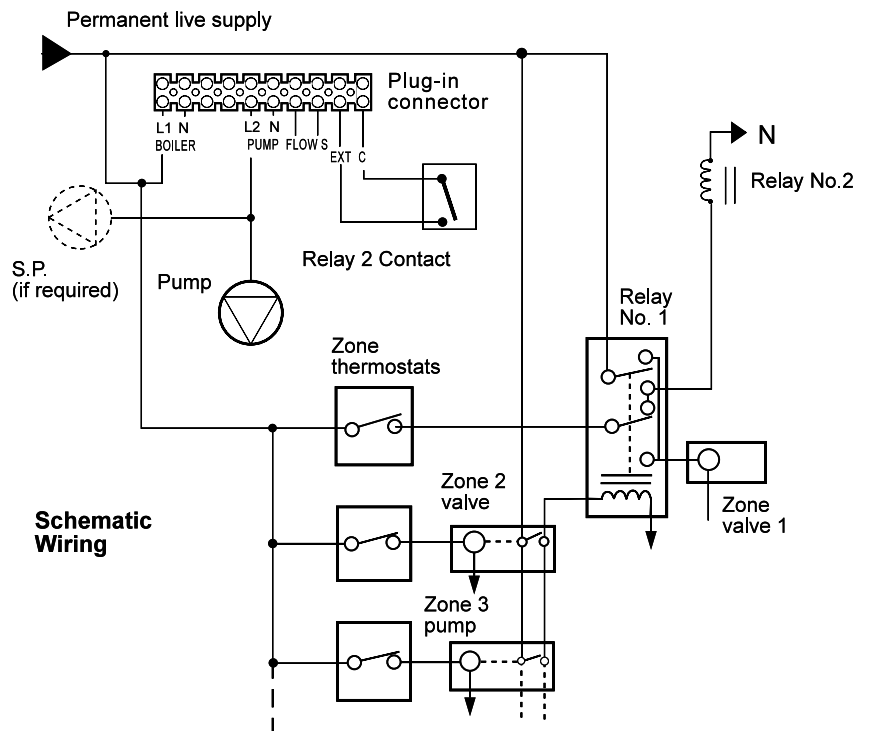 Permanent live supply
Plug-in
connector
L1 N
L2 N
BOILER
PUMP
FLOW S
EXT C
N
Relay No.2
S.P.
(if required)
Pump
Relay 2 Contact
Relay
No. 1
Zone
thermostats
Zone 2
valve
Zone
valve 1
Schematic
Wiring
Zone 3
pump